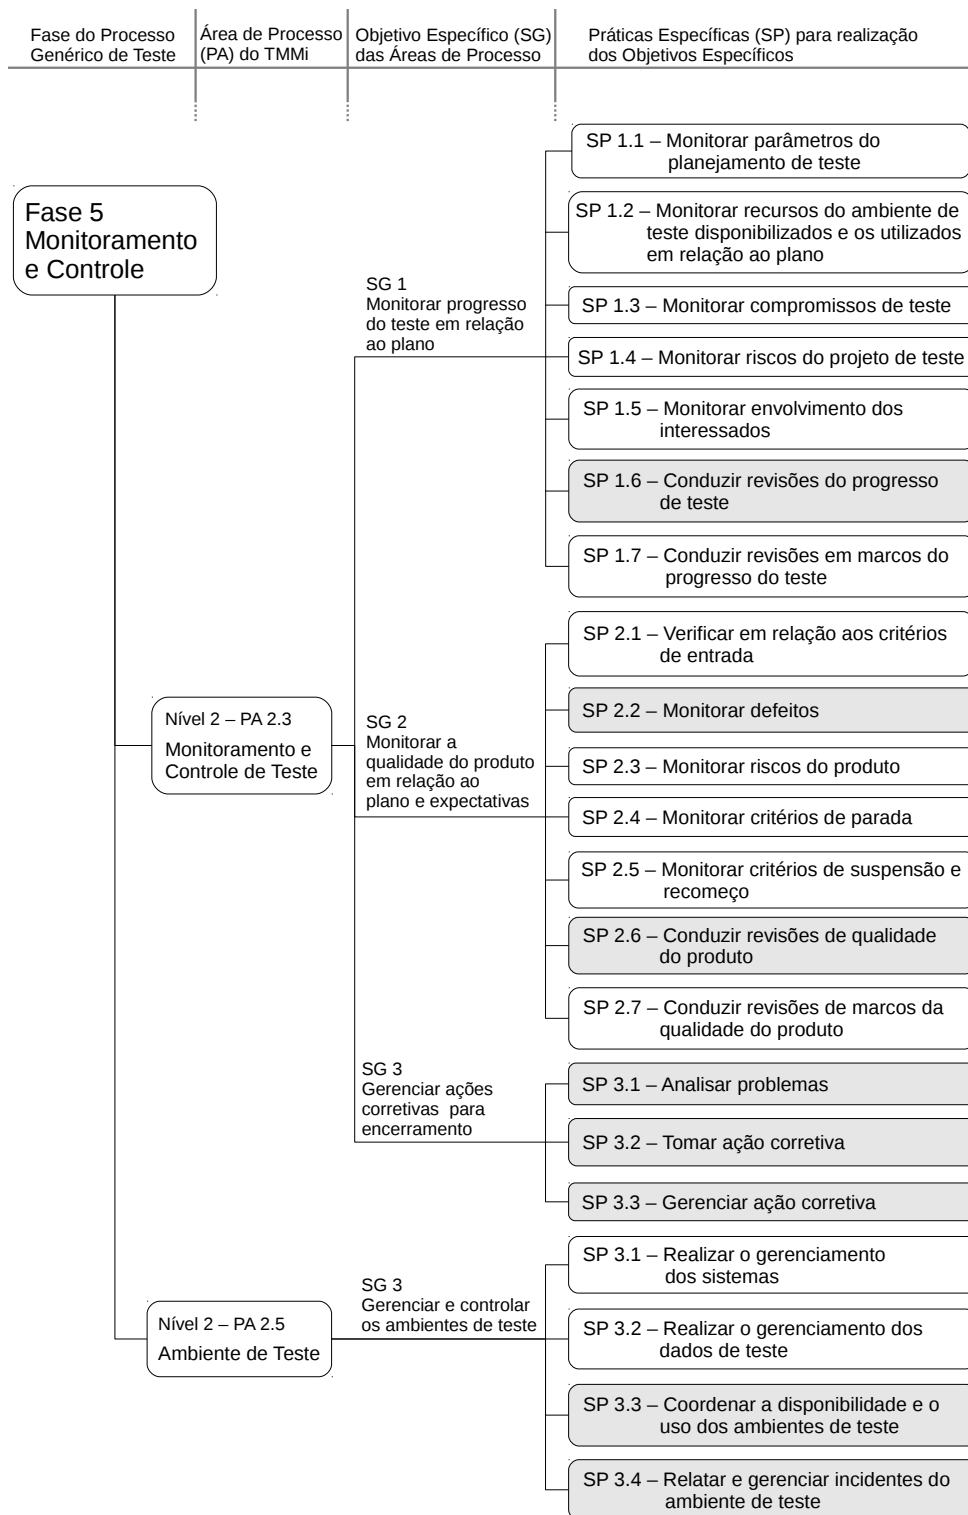 Fase do Processo
Genérico de Teste
Área de Processo
(PA) do TMMi
Objetivo Específico (SG)
das Áreas de Processo
Práticas Específicas (SP) para realização
dos Objetivos Específicos
Fase 5
Monitoramento
e Controle
Nível 2 – PA 2.3
Monitoramento e
Controle de Teste
SG 1
Monitorar progresso
do teste em relação
ao plano
SP 1.1 – Monitorar parâmetros do
planejamento de teste
SP 1.2 – Monitorar recursos do ambiente de
teste disponibilizados e os utilizados
em relação ao plano
SP 1.3 – Monitorar compromissos de teste
SP 1.4 – Monitorar riscos do projeto de teste
SP 1.5 – Monitorar envolvimento dos
interessados
SP 1.6 – Conduzir revisões do progresso
de teste
SP 1.7 – Conduzir revisões em marcos do
progresso do teste
SG 2
Monitorar a
qualidade do produto
em relação ao
plano e expectativas
SP 2.1 – Verificar em relação aos critérios
de entrada
SP 2.2 – Monitorar defeitos
SP 2.3 – Monitorar riscos do produto
SP 2.4 – Monitorar critérios de parada
SP 2.5 – Monitorar critérios de suspensão e
recomeço
SP 2.6 – Conduzir revisões de qualidade
do produto
SP 2.7 – Conduzir revisões de marcos da
qualidade do produto
SG 3
Gerenciar ações
corretivas para
encerramento
SP 3.1 – Analisar problemas
SP 3.2 – Tomar ação corretiva
SP 3.3 – Gerenciar ação corretiva
Nível 2 – PA 2.5
Ambiente de Teste
SG 3
Gerenciar e controlar
os ambientes de teste
SP 3.1 – Realizar o gerenciamento
dos sistemas
SP 3.2 – Realizar o gerenciamento dos
dados de teste
SP 3.3 – Coordenar a disponibilidade e o
uso dos ambientes de teste
SP 3.4 – Relatar e gerenciar incidentes do
ambiente de teste